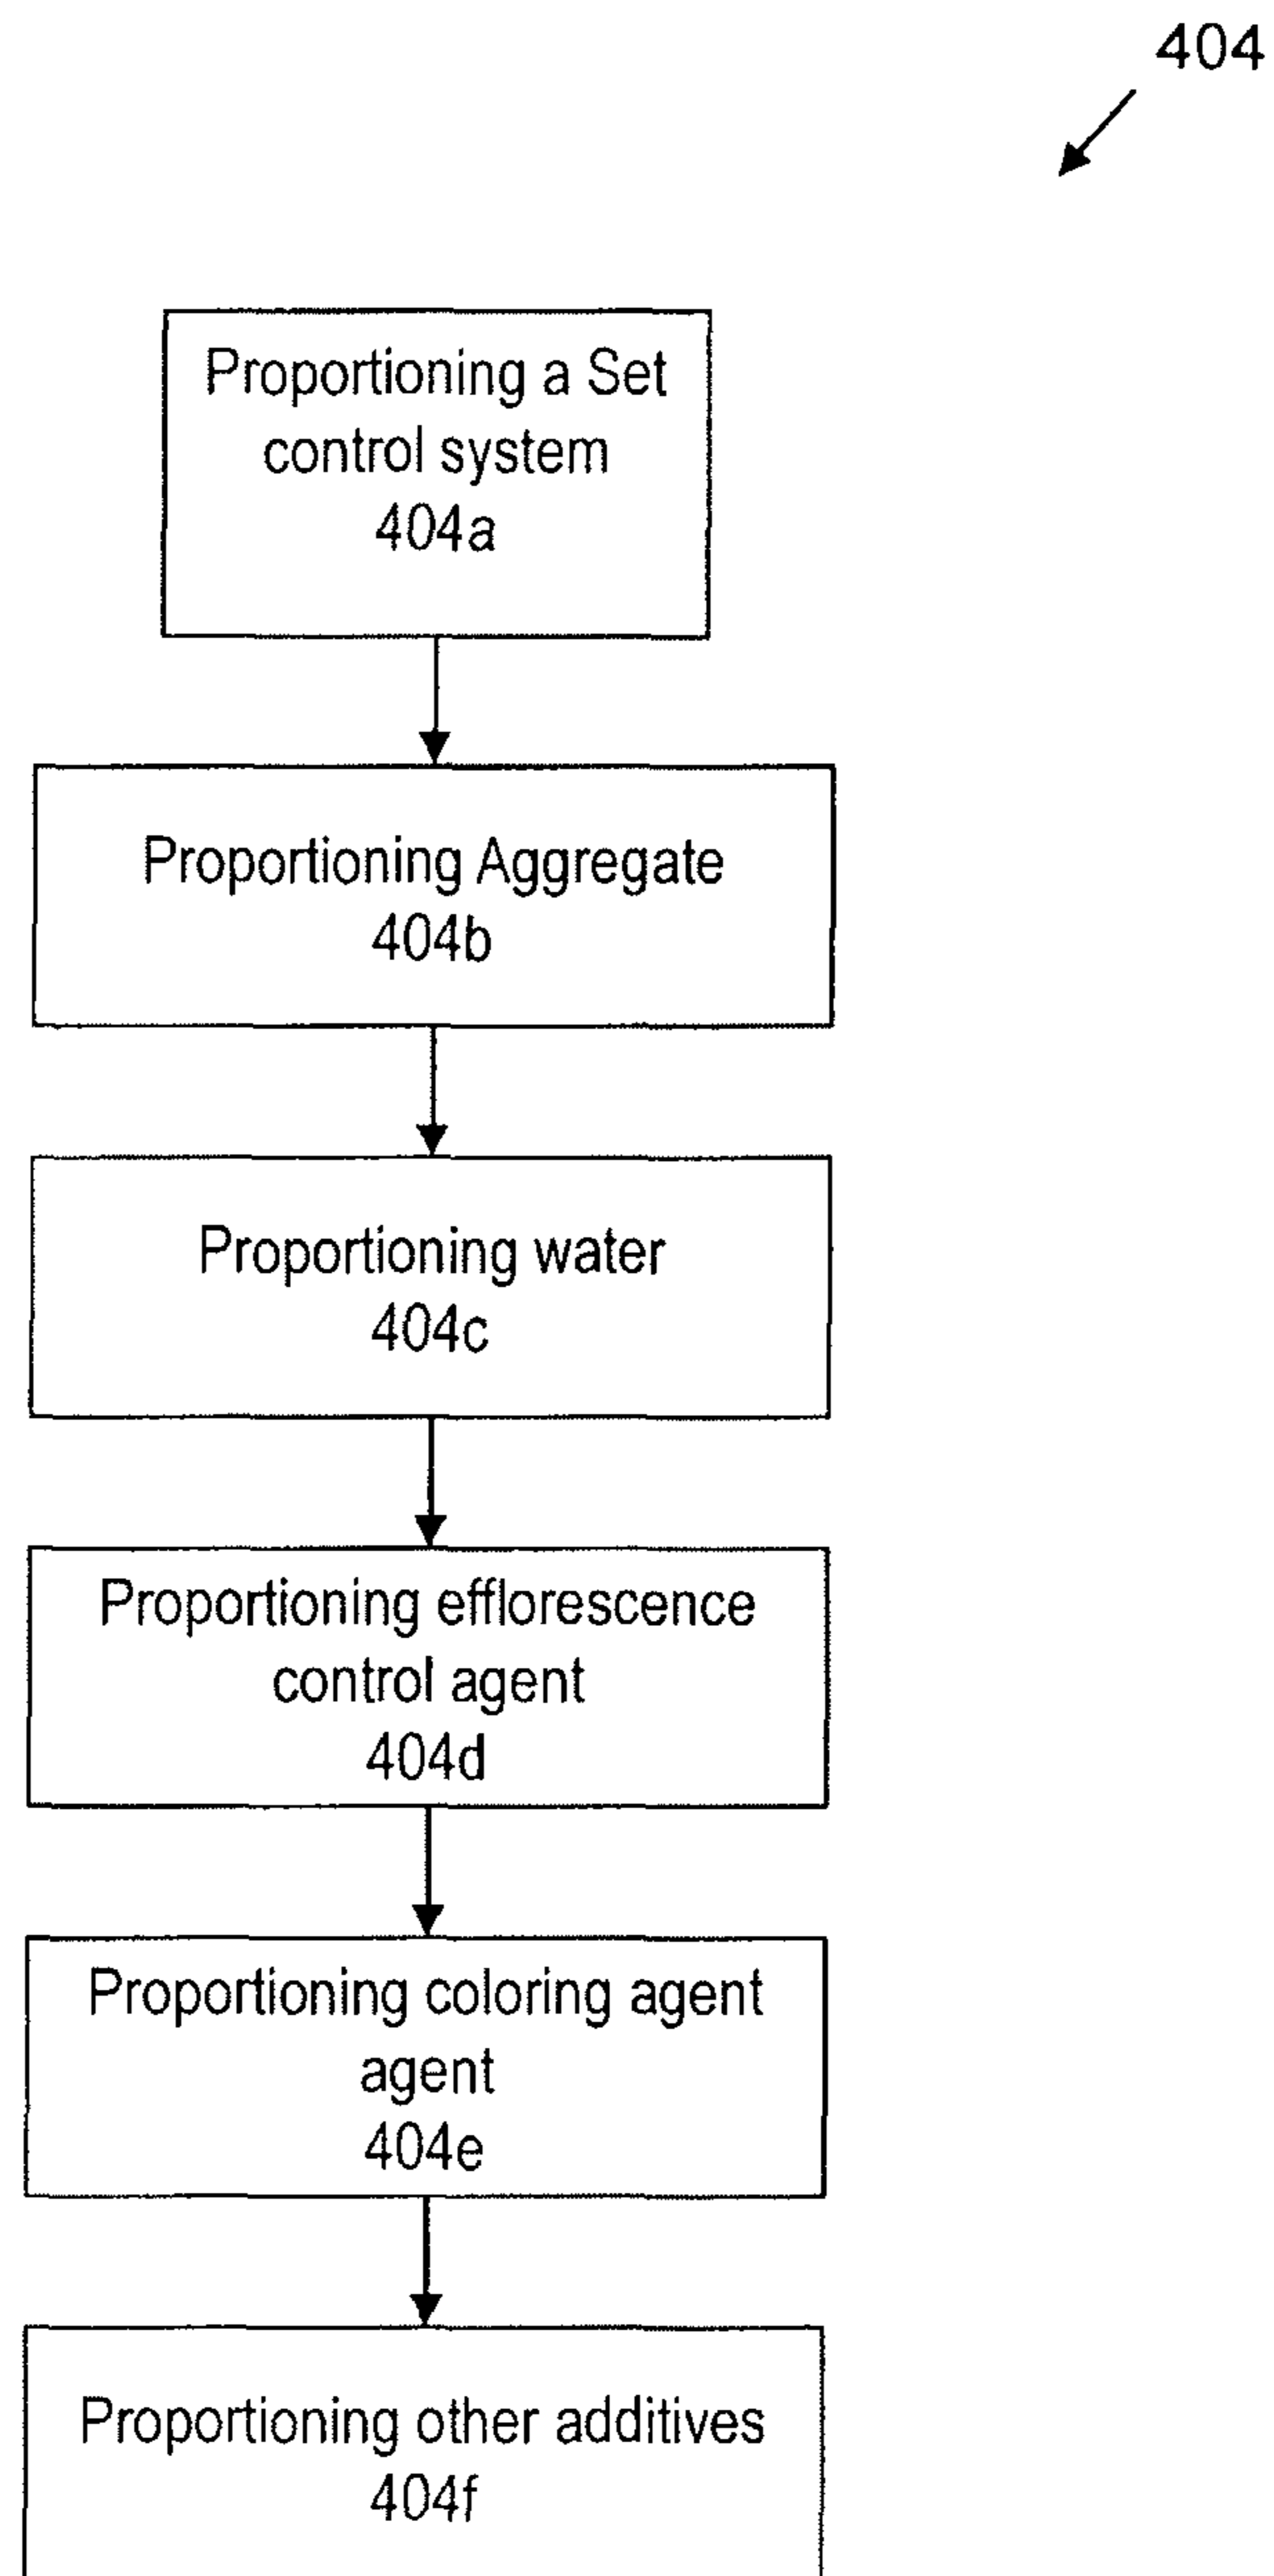 404
Proportioning a Set
control system
404a
Proportioning Aggregate
404b
Proportioning water
404c
Proportioning efflorescence
control agent
404d
Proportioning coloring agent
agent
404e
Proportioning other additives
404f